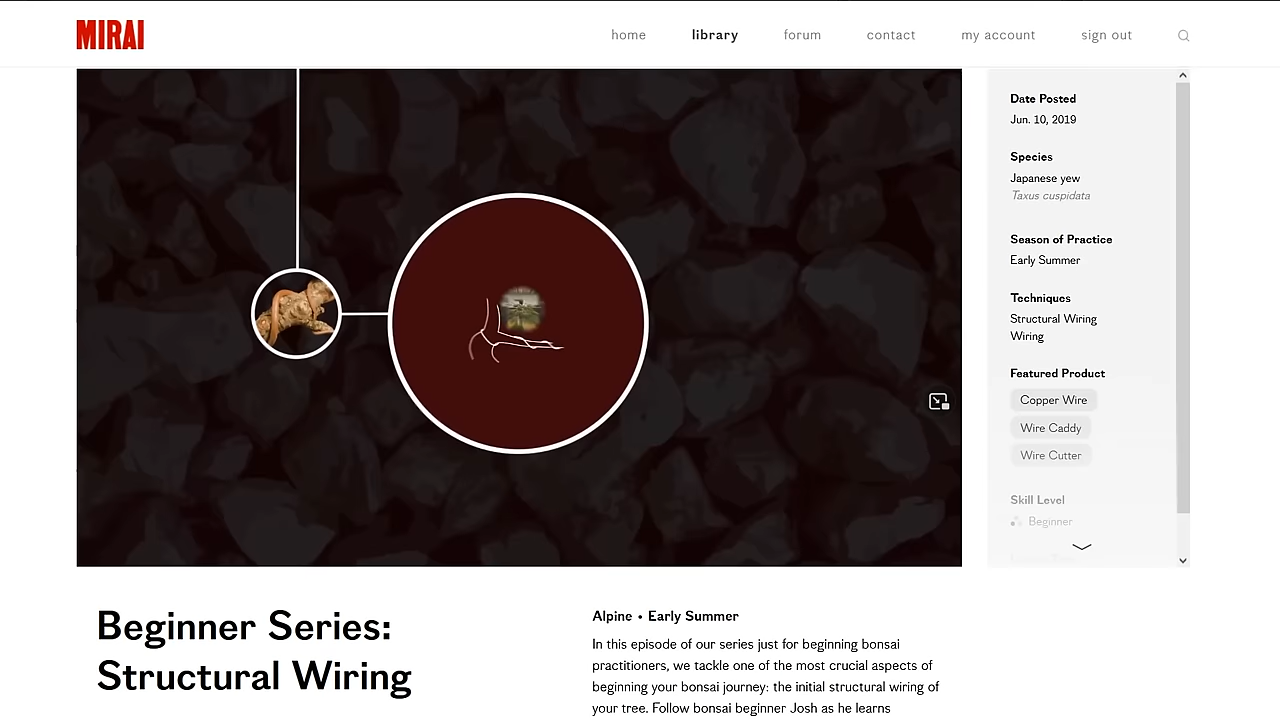 MIRAI
home library forum contact my account sign out
Date Posted
Jun. 10, 2019
Species
Japanese yew
Taxus cuspidata
Season of Practice
Early Summer
Techniques
Structural Wiring
Wiring
Featured Product
Copper Wire
Wire Caddy
Wire Cutter
Skill Level
Beginner
Beginner Series:
Structural Wiring
Alpine • Early Summer
In this episode of our series just for beginning bonsai
practitioners, we tackle one of the most crucial aspects of
beginning your bonsai journey: the initial structural wiring of
your tree. Follow bonsai beginner Josh as he learns